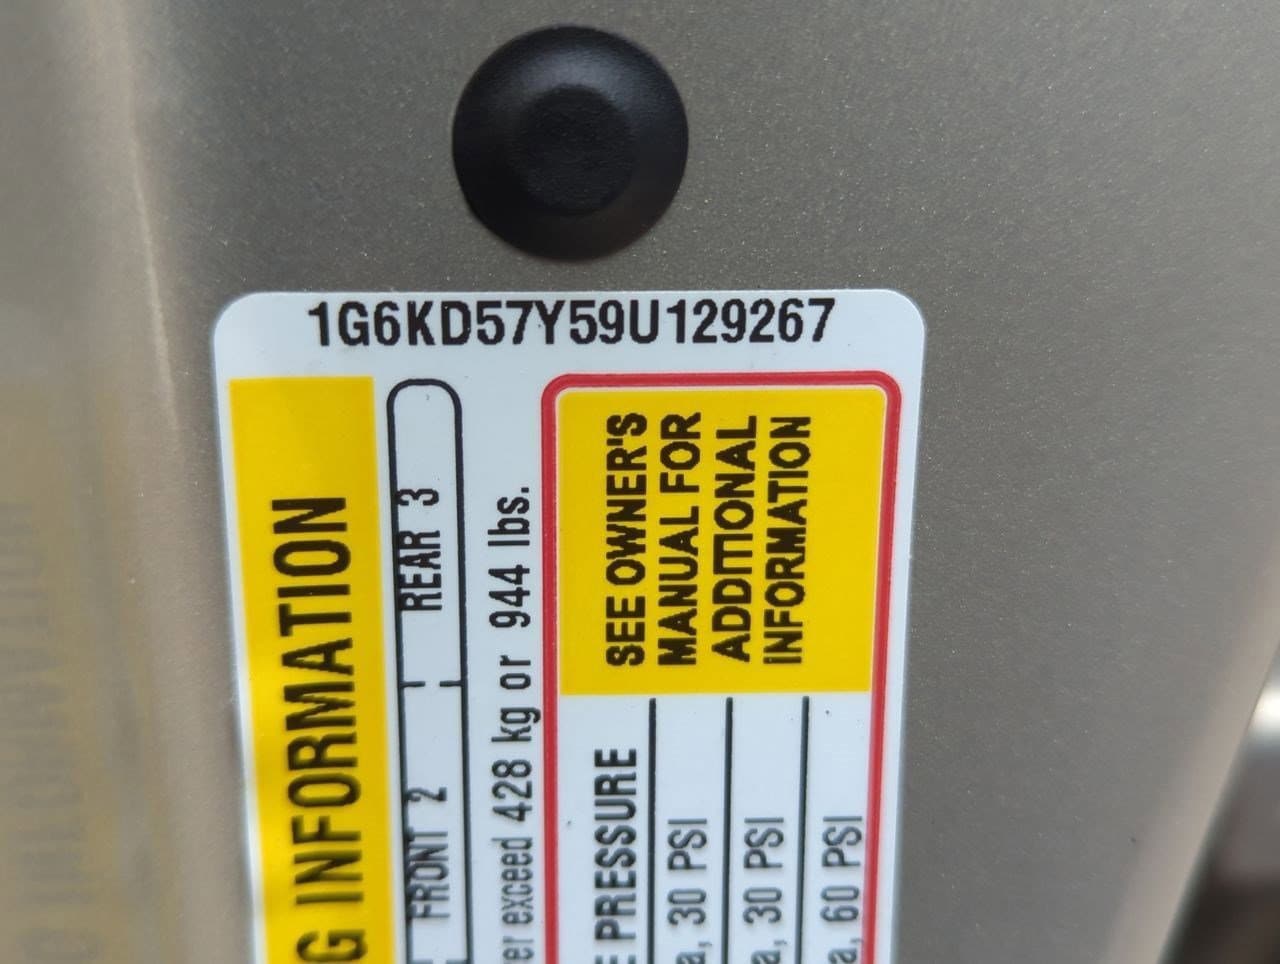 1G6KD57Y59U129267
G INFORMATION
FRONT 2 REAR 3
er exceed 428 kg or 944 lbs.
SEE OWNER'S
MANUAL FOR
ADDITIONAL
INFORMATION
E PRESSURE
a, 30 PSI
a, 30 PSI
a, 60 PSI